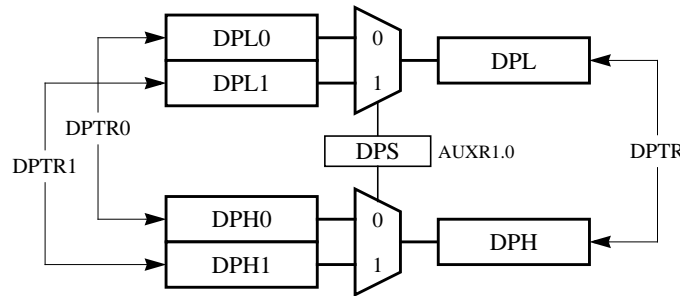 DPL0
0
DPL
DPL1
1
DPTR0
DPS
AUXR1.0
DPTR
DPTR1
DPH0
0
DPH
DPH1
1